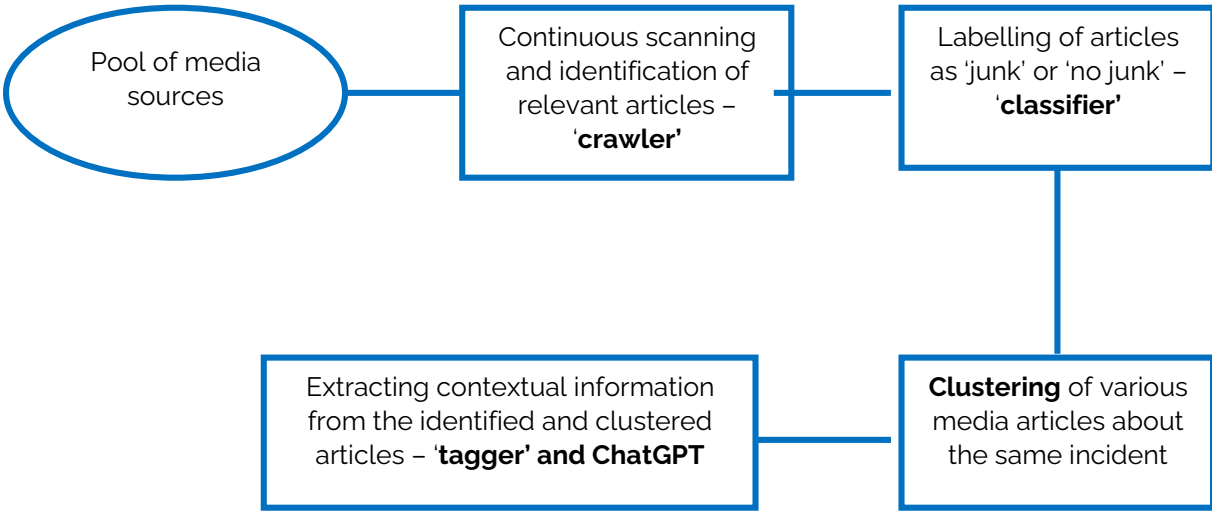 Pool of media
sources
Continuous scanning
and identification of
relevant articles –
‘crawler’
Labelling of articles
as ‘junk’ or ‘no junk’ –
‘classifier’
Clustering of various
media articles about
the same incident
Extracting contextual information
from the identified and clustered
articles – ‘tagger’ and ChatGPT